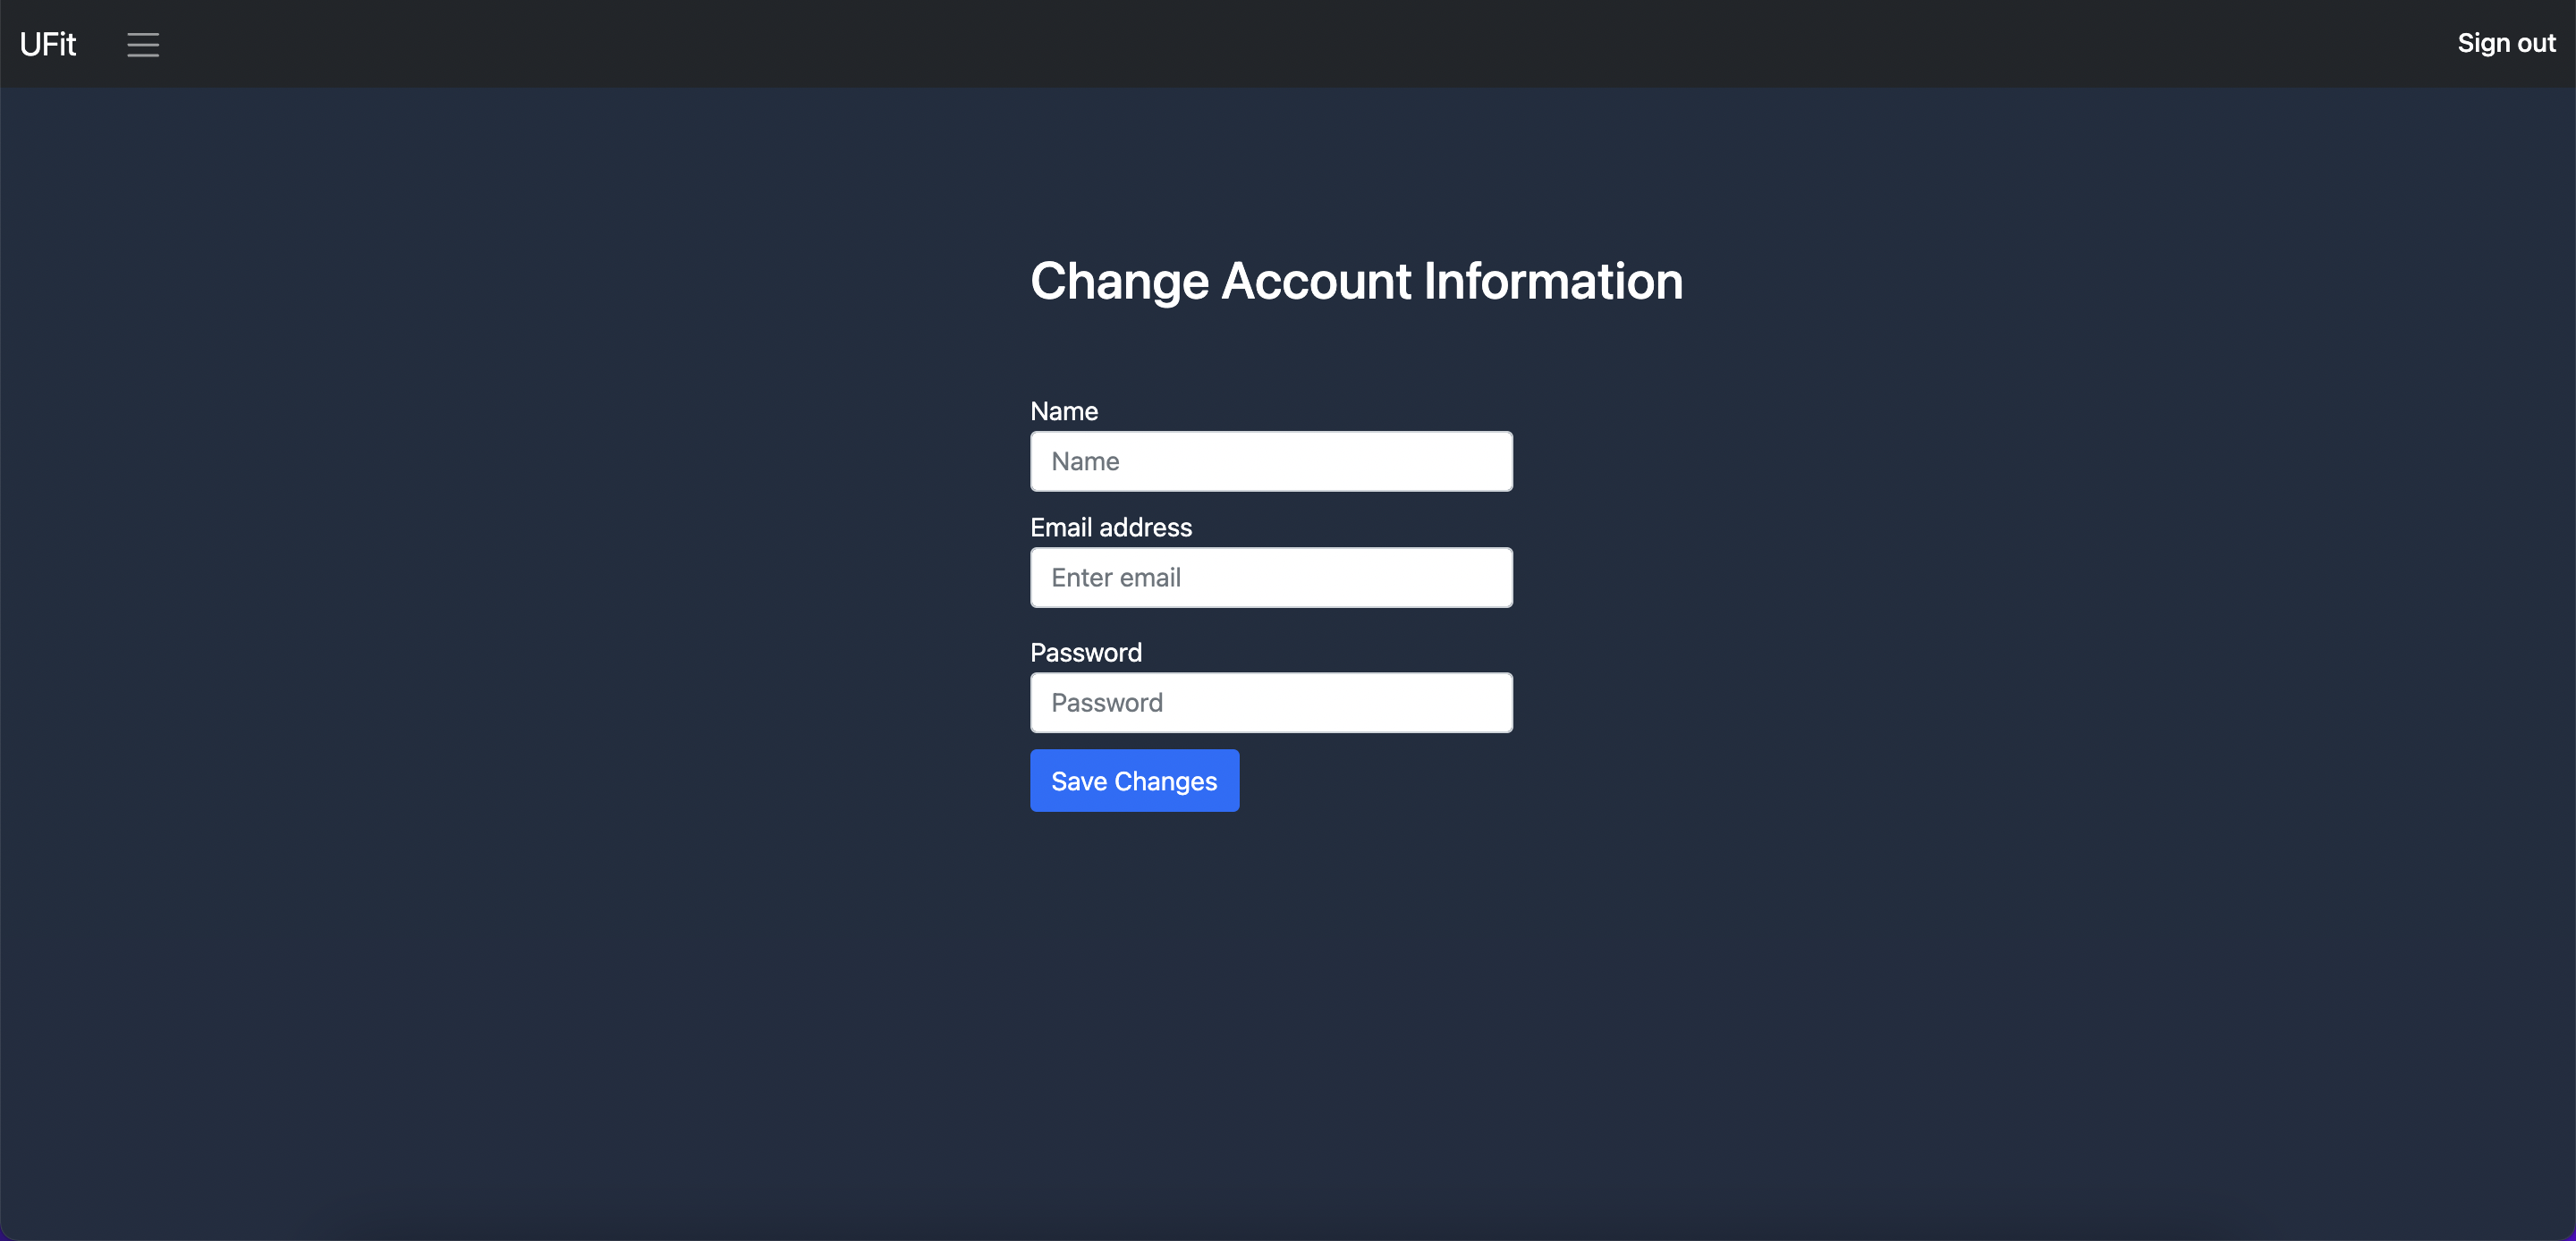 UFit
Sign out
Change Account Information
Name
Name
Email address
Enter email
Password
Password
Save Changes